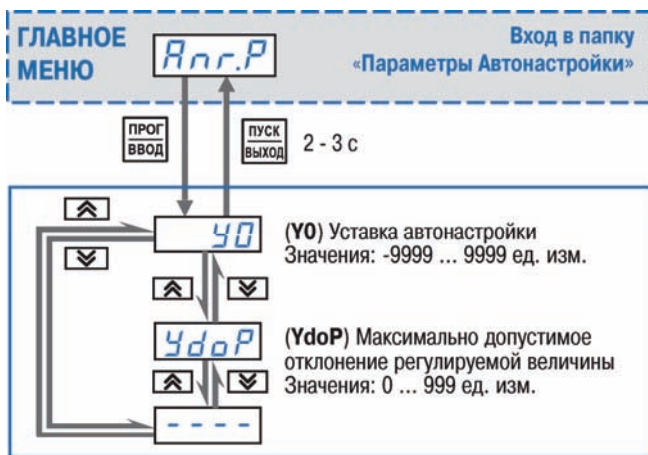 ГЛАВНОЕ
МЕНЮ
Anr.P
Вход в папку
«Параметры Автонастройки»
ПРОГ
ВВОД
ПУСК
ВЫХОД
2 - 3 с
Y0
(Y0) Уставка автонастройки
Значения: -9999 ... 9999 ед. изм.
YdoP
(YdoP) Максимально допустимое
отклонение регулируемой величины
Значения: 0 ... 999 ед. изм.
- - - -